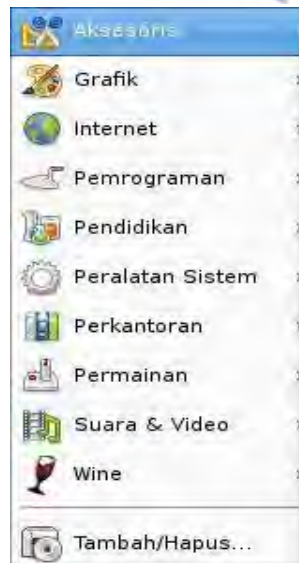 Aksesoris
Grafik
Internet
Pemrograman
Pendidikan
Peralatan Sistem
Perkantoran
Permainan
Suara & Video
Wine
Tambah/Hapus...